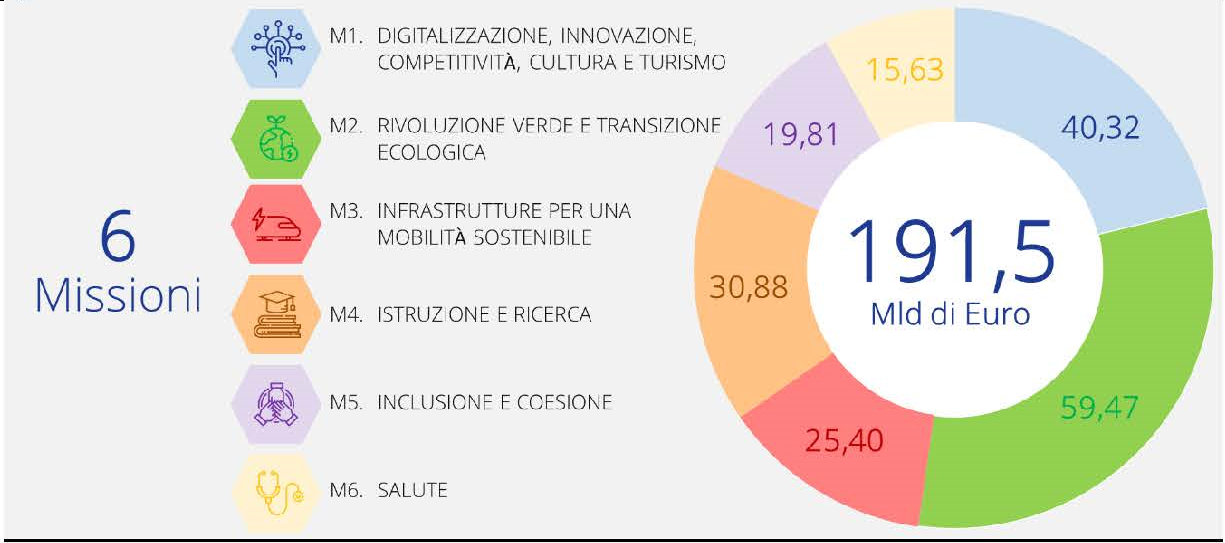 6
Missioni
M1. DIGITALIZZAZIONE, INNOVAZIONE,
COMPETITIVITÀ, CULTURA E TURISMO
M2. RIVOLUZIONE VERDE E TRANSIZIONE
ECOLOGICA
M3. INFRASTRUTTURE PER UNA
MOBILITÀ SOSTENIBILE
M4. ISTRUZIONE E RICERCA
M5. INCLUSIONE E COESIONE
M6. SALUTE
15,63
40,32
19,81
191,5
Mld di Euro
30,88
59,47
25,40